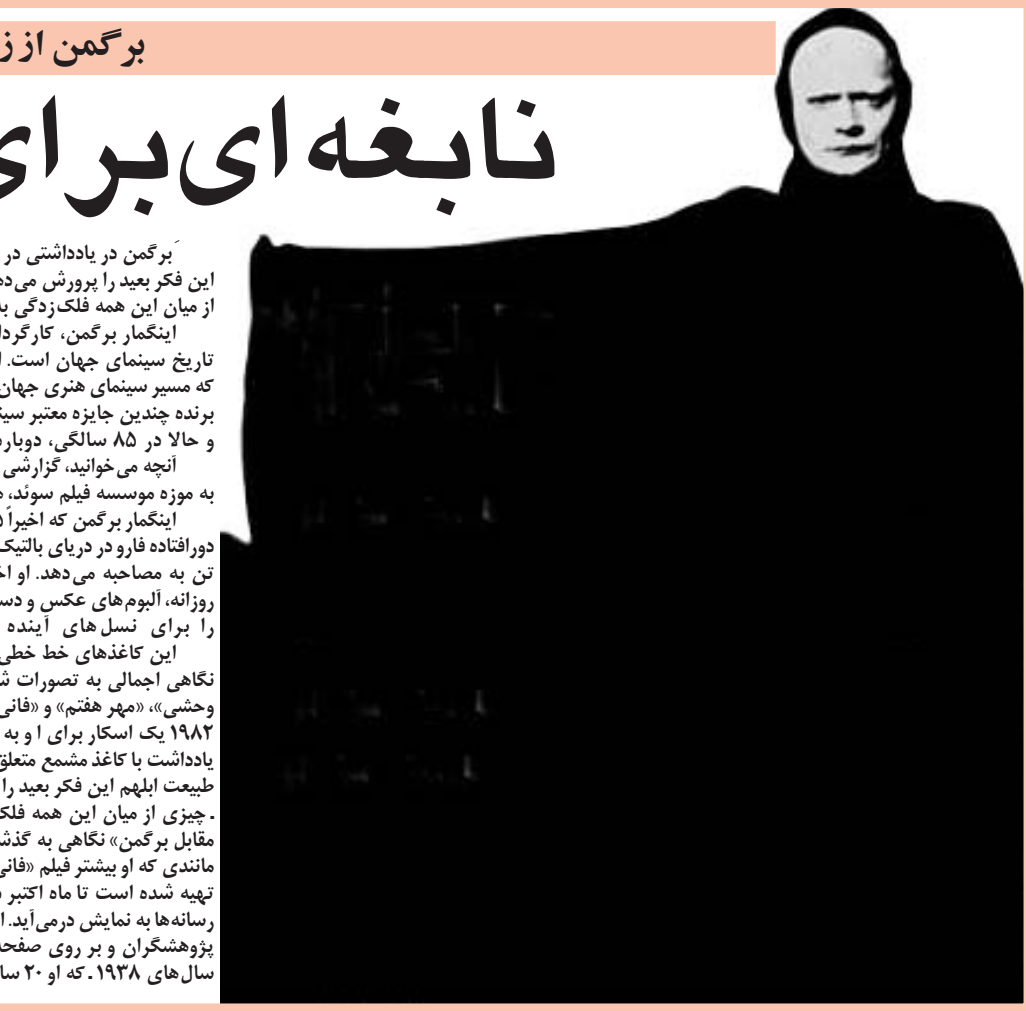 برگمن از ز
نابغه‌ای برای
برگمن در یادداشتی در
این فکر بعید را پرورش می‌ده
از میان این همه فلک‌زدگی به
اینگمار برگمن، کارگردا
تاریخ سینمای جهان است. ا
که مسیر سینمای هنری جهان
برنده چندین جایزه معتبر سین
و حالا در ۸۵ سالگی، دوبار
آنچه می‌خوانید، گزارشی
به موزه موسسه فیلم سوئد، م
اینگمار برگمن که اخیراً ۵
دورافتاده فارو در دریای بالتیک
تن به مصاحبه می‌دهد. او اخ
روزانه، آلبوم‌های عکس و دس
را برای نسل‌های آینده
این کاغذهای خط خطی
نگاهی اجمالی به تصورات ش
وحشی»، «مهر هفتم» و «فانی
۱۹۸۲ یک اسکار برای ا و به
یادداشت با کاغذ مشمع متعلق
طبیعت ابلهم این فکر بعید را
ـ چیزی از میان این همه فلک
مقابل برگمن» نگاهی به گذش
مانندی که او بیشتر فیلم «فانی
تهیه شده است تا ماه اکتبر د
رسانه‌ها به نمایش درمی‌آید. ا
پژوهشگران و بر روی صفحه
سال‌های ۱۹۳۸ ـ که او ۲۰ سا